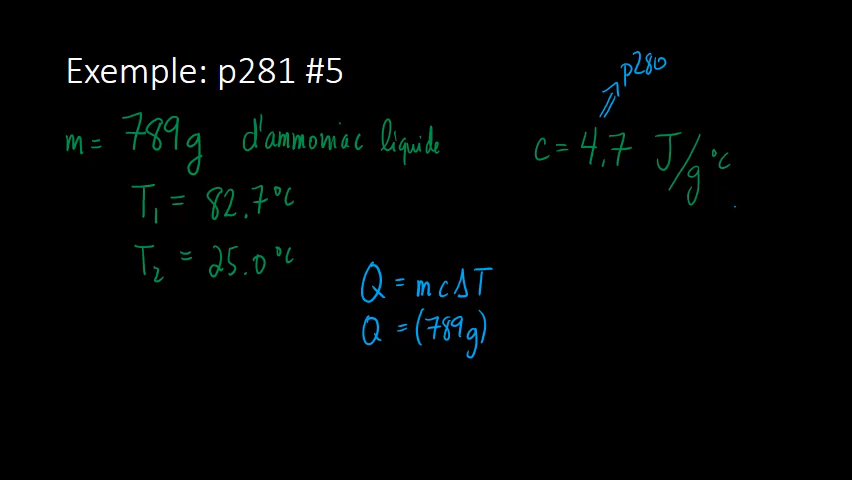 Exemple: p281 #5
p280
m = 789g d'ammoniac liquide
c = 4.7 J/g°C
T₁ = 82.7°C
T₂ = 25.0°C
Q = mcΔT
Q = (789g)